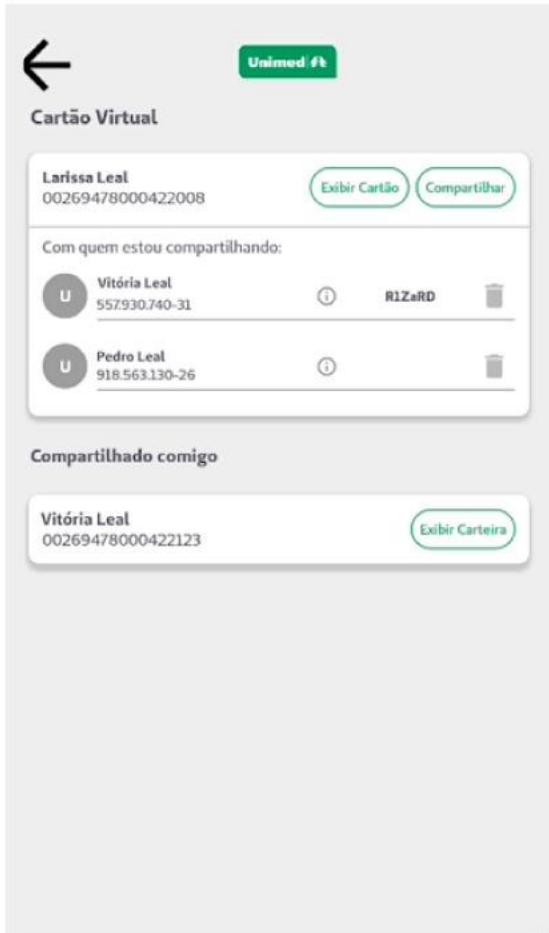 Unimed
Cartão Virtual
Larissa Leal
00269478000422008
Exibir Cartão
Compartilhar
Com quem estou compartilhando:
U
Vitória Leal
557.930.740-31
R1ZaRD
U
Pedro Leal
918.563.130-26
Compartilhado comigo
Vitória Leal
00269478000422123
Exibir Carteira